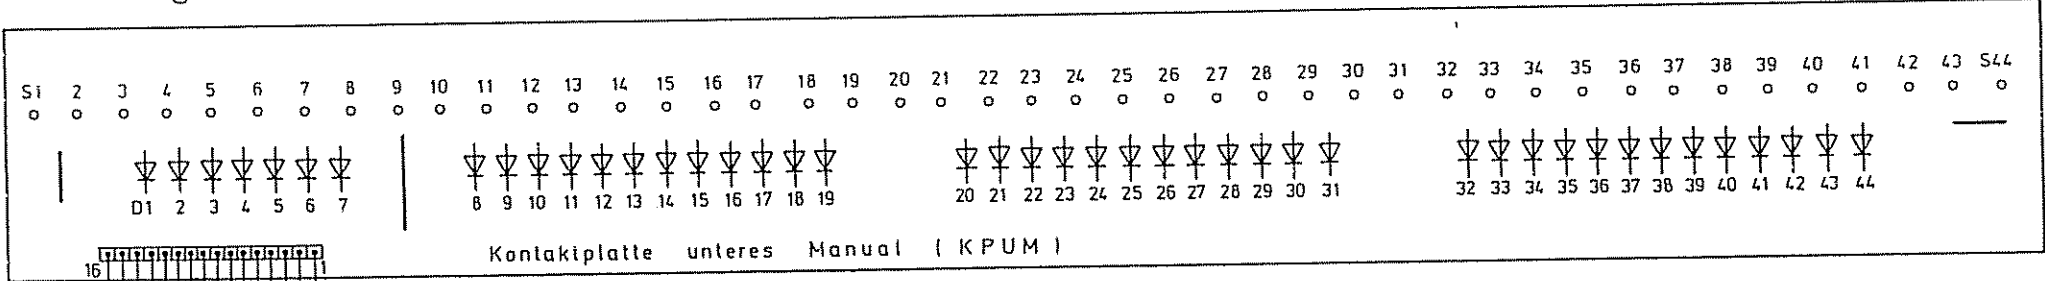 S1 2 3 4 5 6 7 8 9 10 11 12 13 14 15 16 17 18 19 20 21 22 23 24 25 26 27 28 29 30 31 32 33 34 35 36 37 38 39 40 41 42 43 S44
D1 2 3 4 5 6 7 8 9 10 11 12 13 14 15 16 17 18 19 20 21 22 23 24 25 26 27 28 29 30 31 32 33 34 35 36 37 38 39 40 41 42 43 44
16 1
Kontaktplatte unteres Manual ( KPUM )